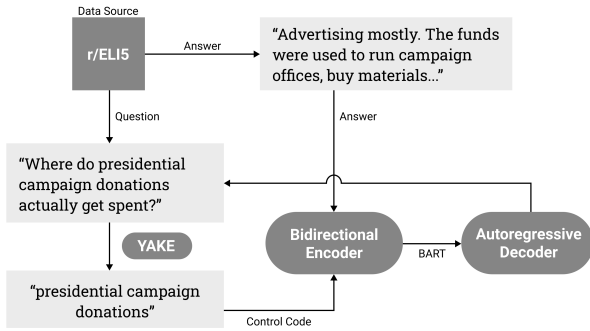 Data Source
r/ELI5
Answer
“Advertising mostly. The funds
were used to run campaign
offices, buy materials...”
Question
Answer
“Where do presidential
campaign donations
actually get spent?”
YAKE
Bidirectional
Encoder
BART
Autoregressive
Decoder
“presidential campaign
donations”
Control Code